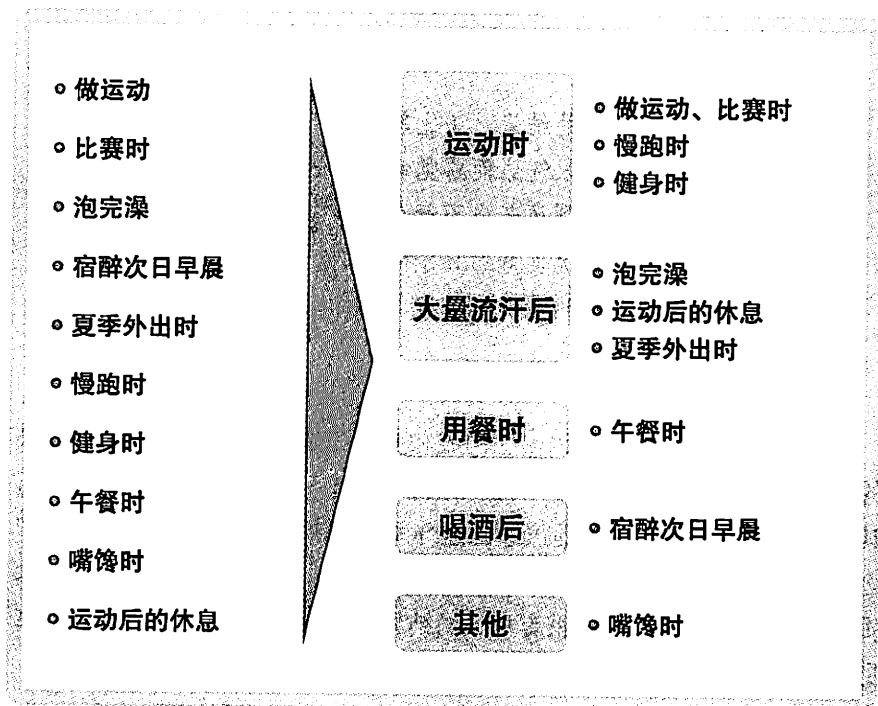 做运动
比赛时
泡完澡
宿醉次日早晨
夏季外出时
慢跑时
健身时
午餐时
嘴馋时
运动后的休息
运动时
做运动、比赛时
慢跑时
健身时
大量流汗后
泡完澡
运动后的休息
夏季外出时
用餐时
午餐时
喝酒后
宿醉次日早晨
其他
嘴馋时